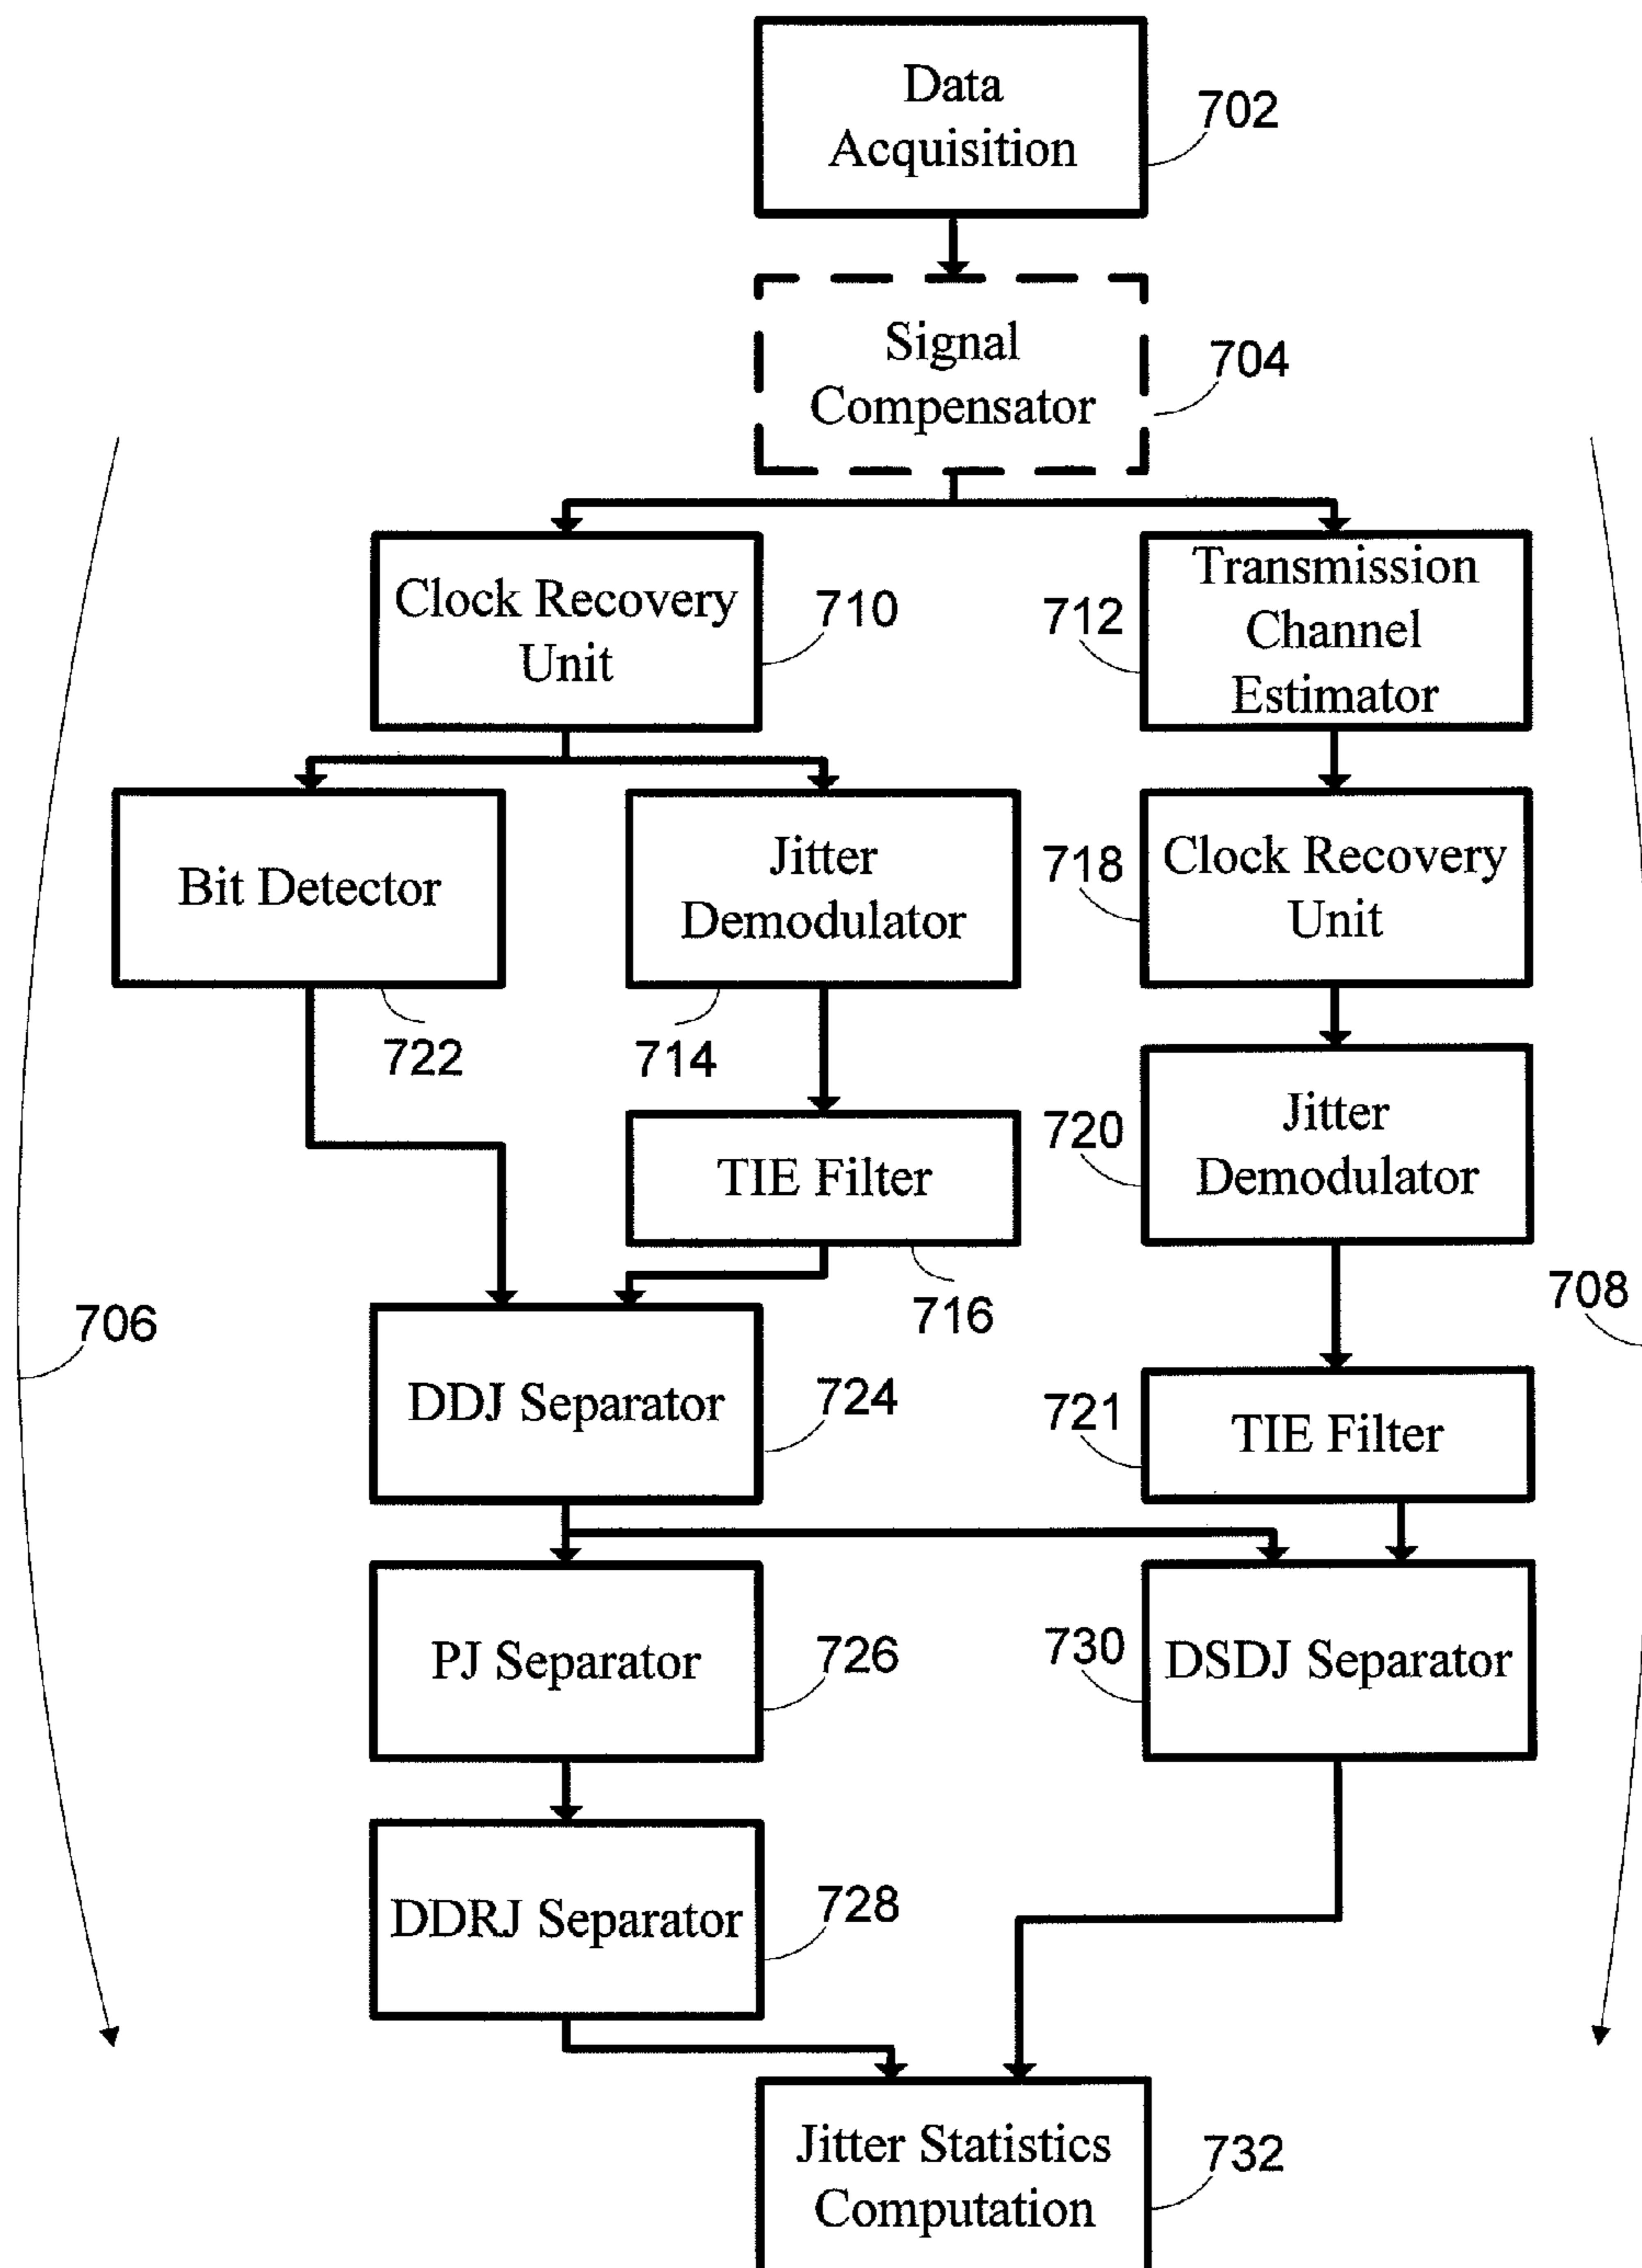 Data
Acquisition
702
Signal
Compensator
704
Clock Recovery
Unit
710
712
Transmission
Channel
Estimator
Bit Detector
722
Jitter
Demodulator
714
718
Clock Recovery
Unit
TIE Filter
716
720
Jitter
Demodulator
706
708
DDJ Separator
724
721
TIE Filter
PJ Separator
726
730
DSDJ Separator
DDRJ Separator
728
Jitter Statistics
Computation
732